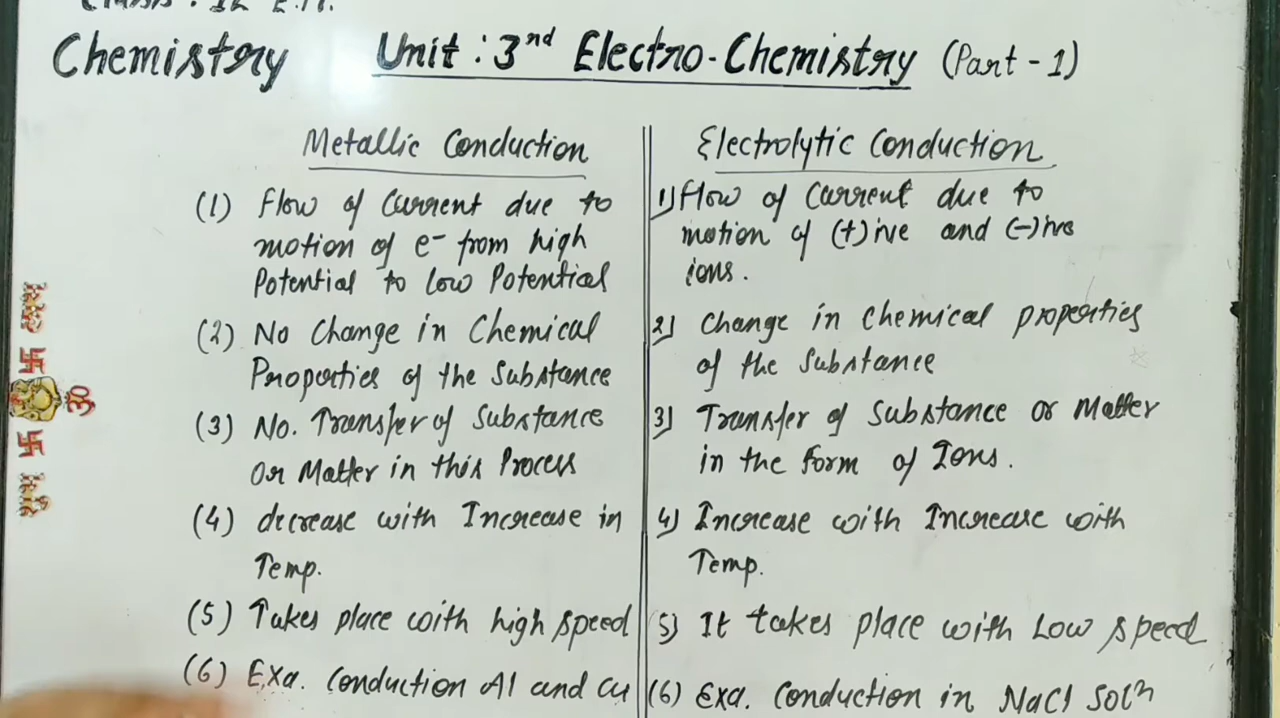 Class : 12 E.M.
Chemistry Unit : 3nd Electro-Chemistry (Part - 1)
Metallic Conduction
(1) Flow of Current due to
motion of e- from high
Potential to low Potential
(2) No Change in Chemical
Properties of the Substance
(3) No. Transfer of Substance
or Matter in this Process
(4) decrease with Increase in
Temp.
(5) Takes place with high speed
(6) Exa. Conduction Al and Cu
Electrolytic Conduction
1) Flow of Current due to
motion of (+)ive and (-)ive
ions.
2) Change in Chemical properties
of the Substance
3) Transfer of Substance or Matter
in the form of Ions.
4) Increase with Increase with
Temp.
5) It takes place with Low speed
(6) Exa. Conduction in NaCl Soln